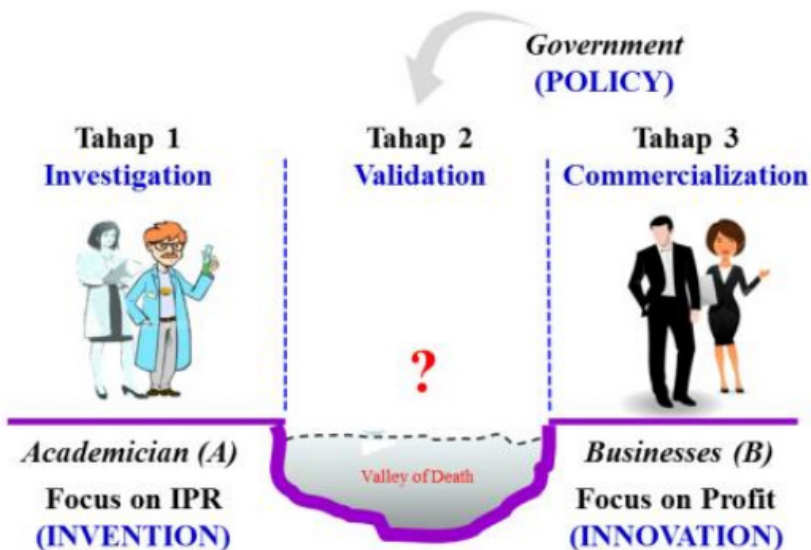 Government
(POLICY)
Tahap 1
Investigation
Tahap 2
Validation
Tahap 3
Commercialization
?
Valley of Death
Academician (A)
Focus on IPR
(INVENTION)
Businesses (B)
Focus on Profit
(INNOVATION)